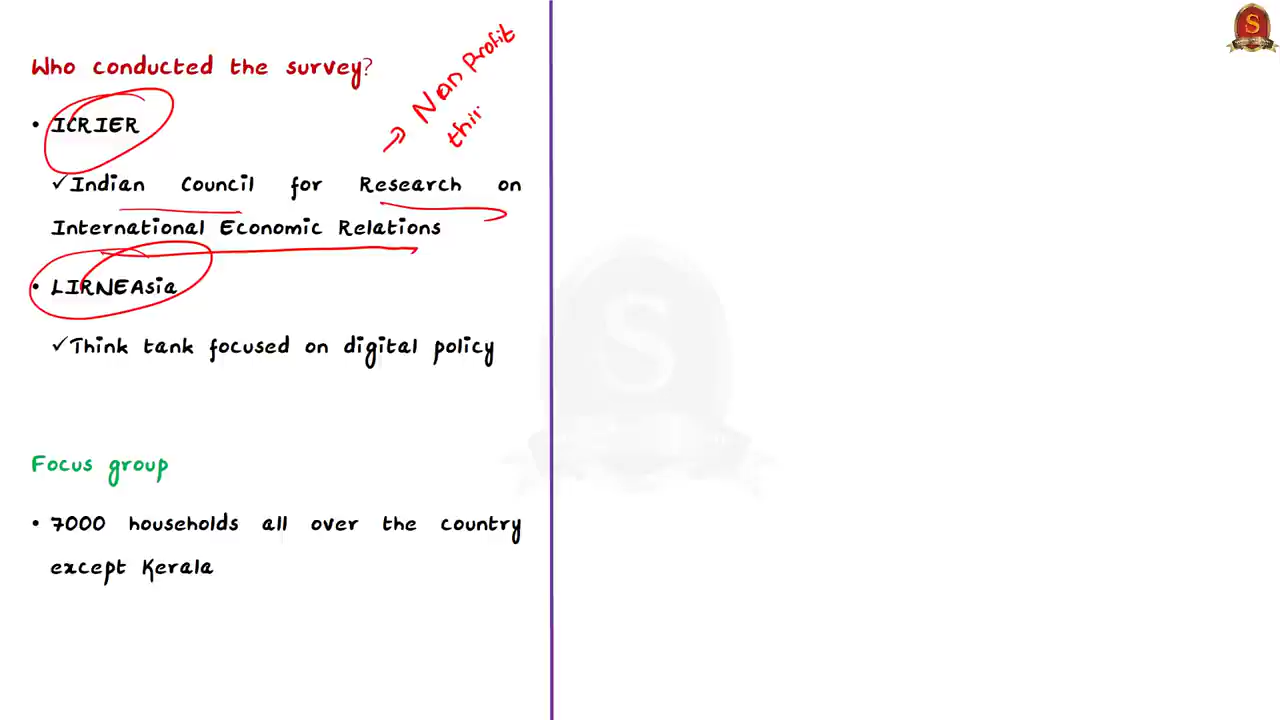 Who conducted the survey?
• ICRIER
→ Non Profit
thin
✓Indian Council for Research on
International Economic Relations
• LIRNEAsia
✓Think tank focused on digital policy
Focus group
• 7000 households all over the country
except Kerala
S
S